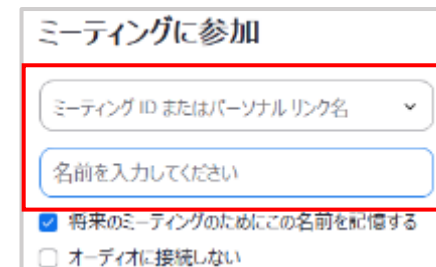 ミーティングに参加
ミーティング ID またはパーソナル リンク名
名前を入力してください
将来のミーティングのためにこの名前を記憶する
オーディオに接続しない